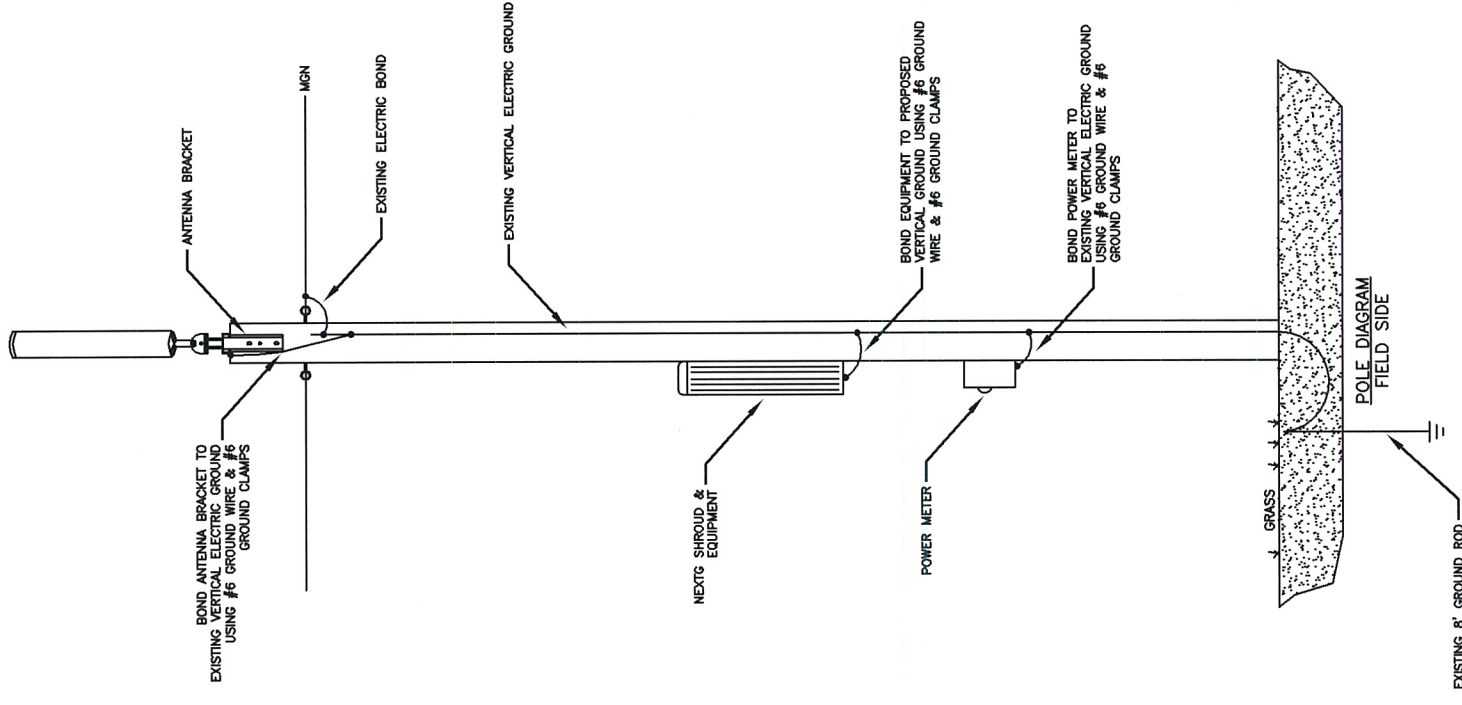 ANTENNA BRACKET
MGN
EXISTING ELECTRIC BOND
EXISTING VERTICAL ELECTRIC GROUND
BOND EQUIPMENT TO PROPOSED
VERTICAL GROUND USING #6 GROUND
WIRE & #6 GROUND CLAMPS
BOND POWER METER TO
EXISTING VERTICAL ELECTRIC GROUND
USING #6 GROUND WIRE & #6
GROUND CLAMPS
BOND ANTENNA BRACKET TO
EXISTING VERTICAL ELECTRIC GROUND
USING #6 GROUND WIRE & #6
GROUND CLAMPS
NEXTG SHROUD &
EQUIPMENT
POWER METER
GRASS
EXISTING 8' GROUND ROD
POLE DIAGRAM
FIELD SIDE